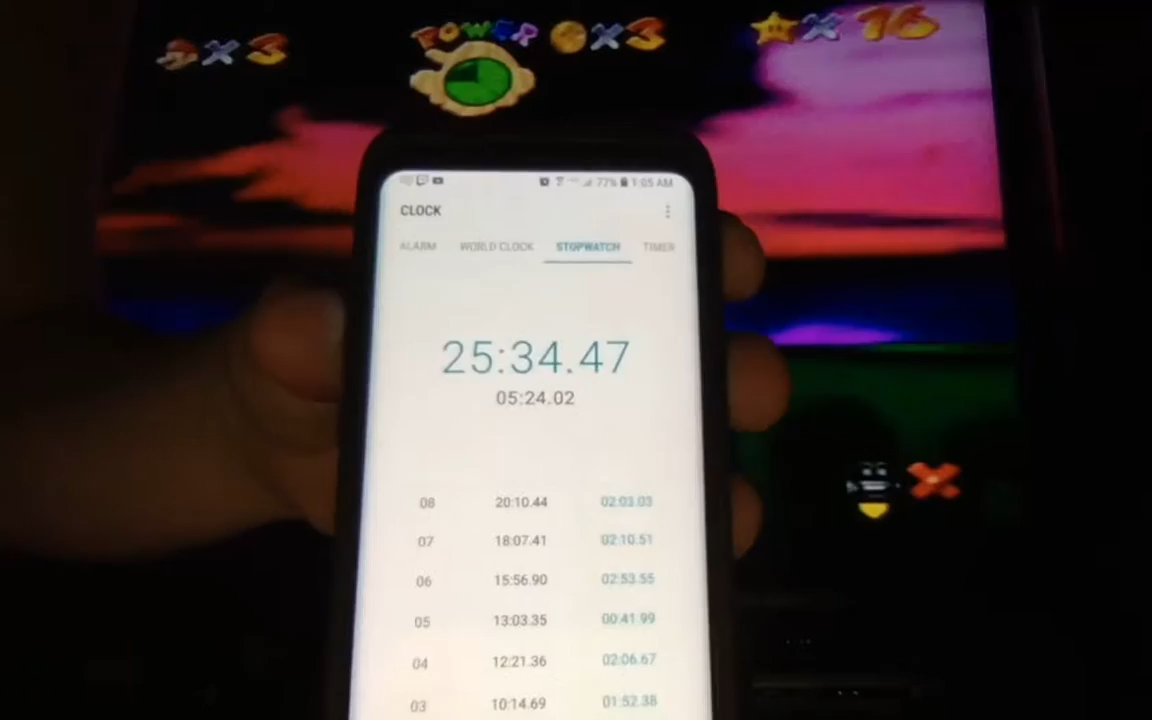 x 3 POWER x 3 x 16
77% 1:05 AM
CLOCK
ALARM WORLD CLOCK STOPWATCH TIMER
25:34.47
05:24.02
08 20:10.44 02:03.03
07 18:07.41 02:10.51
06 15:56.90 02:53.55
05 13:03.35 00:41.99
04 12:21.36 02:06.67
03 10:14.69 01:52.38